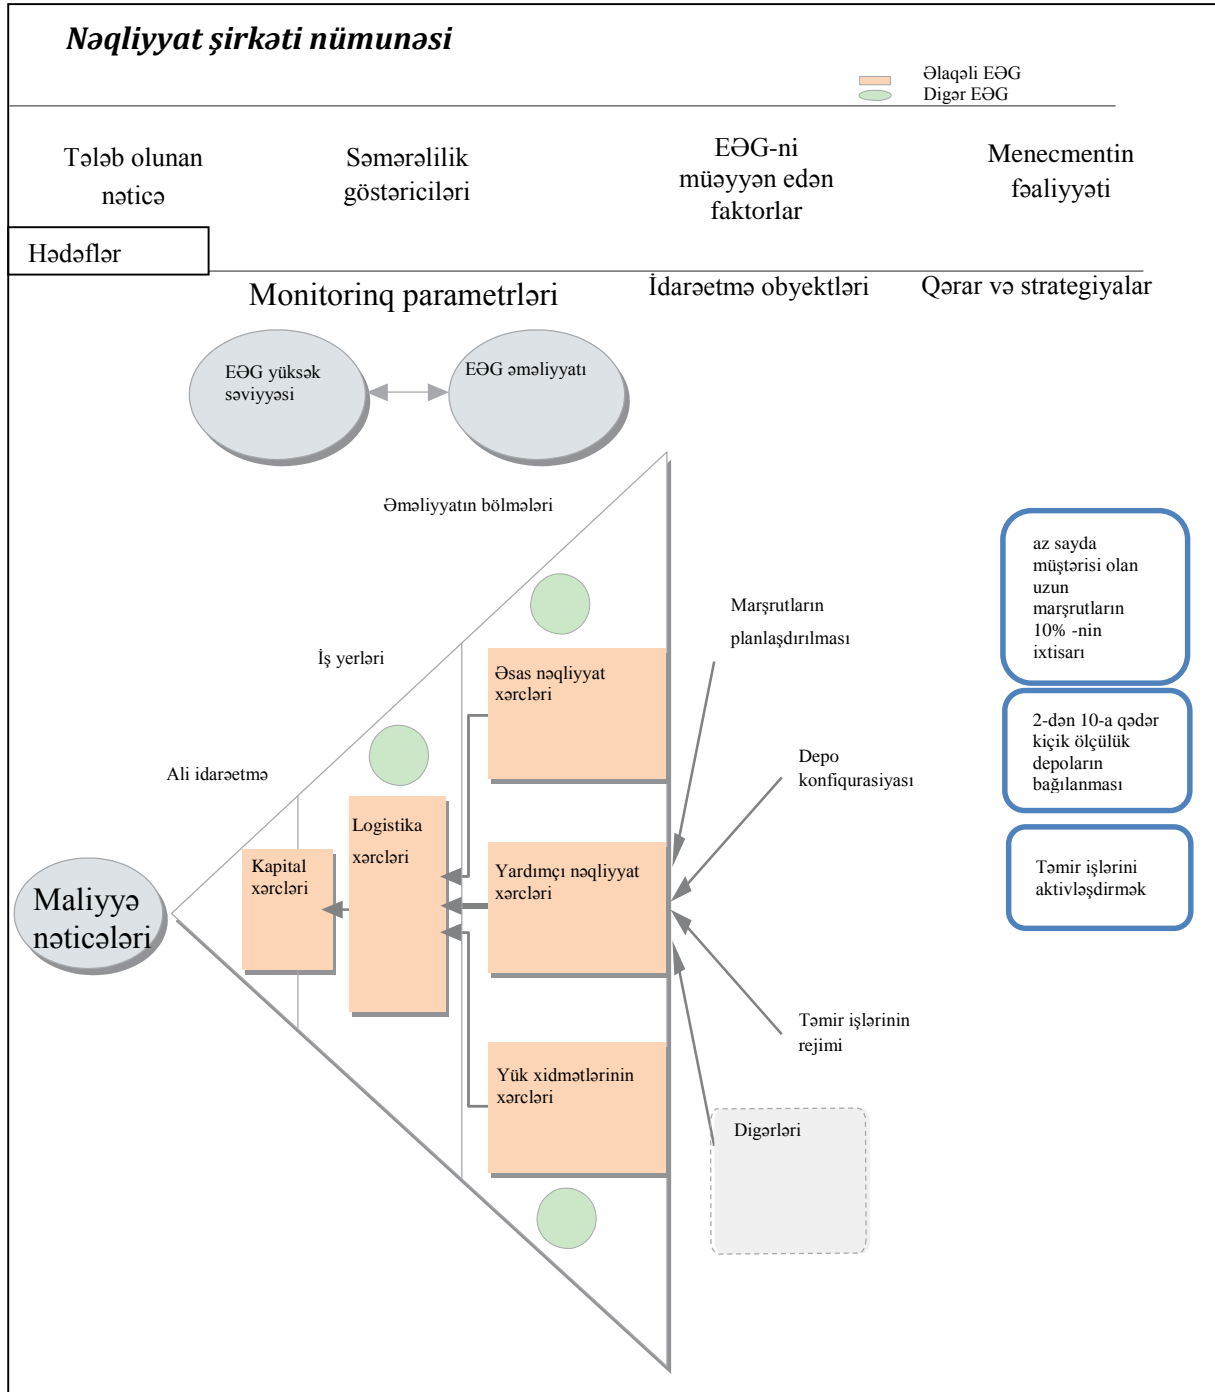 Nəqliyyat şirkəti nümunəsi
Əlaqəli EƏG
Digər EƏG
Tələb olunan
nəticə
Səmərəlilik
göstəriciləri
EƏG-ni
müəyyən edən
faktorlar
Menecmentin
fəaliyyəti
Hədəflər
Monitorinq parametrləri
İdarəetmə obyektləri
Qərar və strategiyalar
EƏG yüksək
səviyyəsi
EƏG əməliyyatı
Əməliyyatın bölmələri
İş yerləri
Ali idarəetmə
Maliyyə
nəticələri
Kapital
xərcləri
Logistika
xərcləri
Əsas nəqliyyat
xərcləri
Yardımçı nəqliyyat
xərcləri
Yük xidmətlərinin
xərcləri
Marşrutların
planlaşdırılması
Depo
konfiqurasiyası
Təmir işlərinin
rejimi
Digərləri
az sayda
müştərisi olan
uzun
marşrutların
10% -nin
ixtisarı
2-dən 10-a qədər
kiçik ölçülük
depoların
bağılanması
Təmir işlərini
aktivləşdirmək